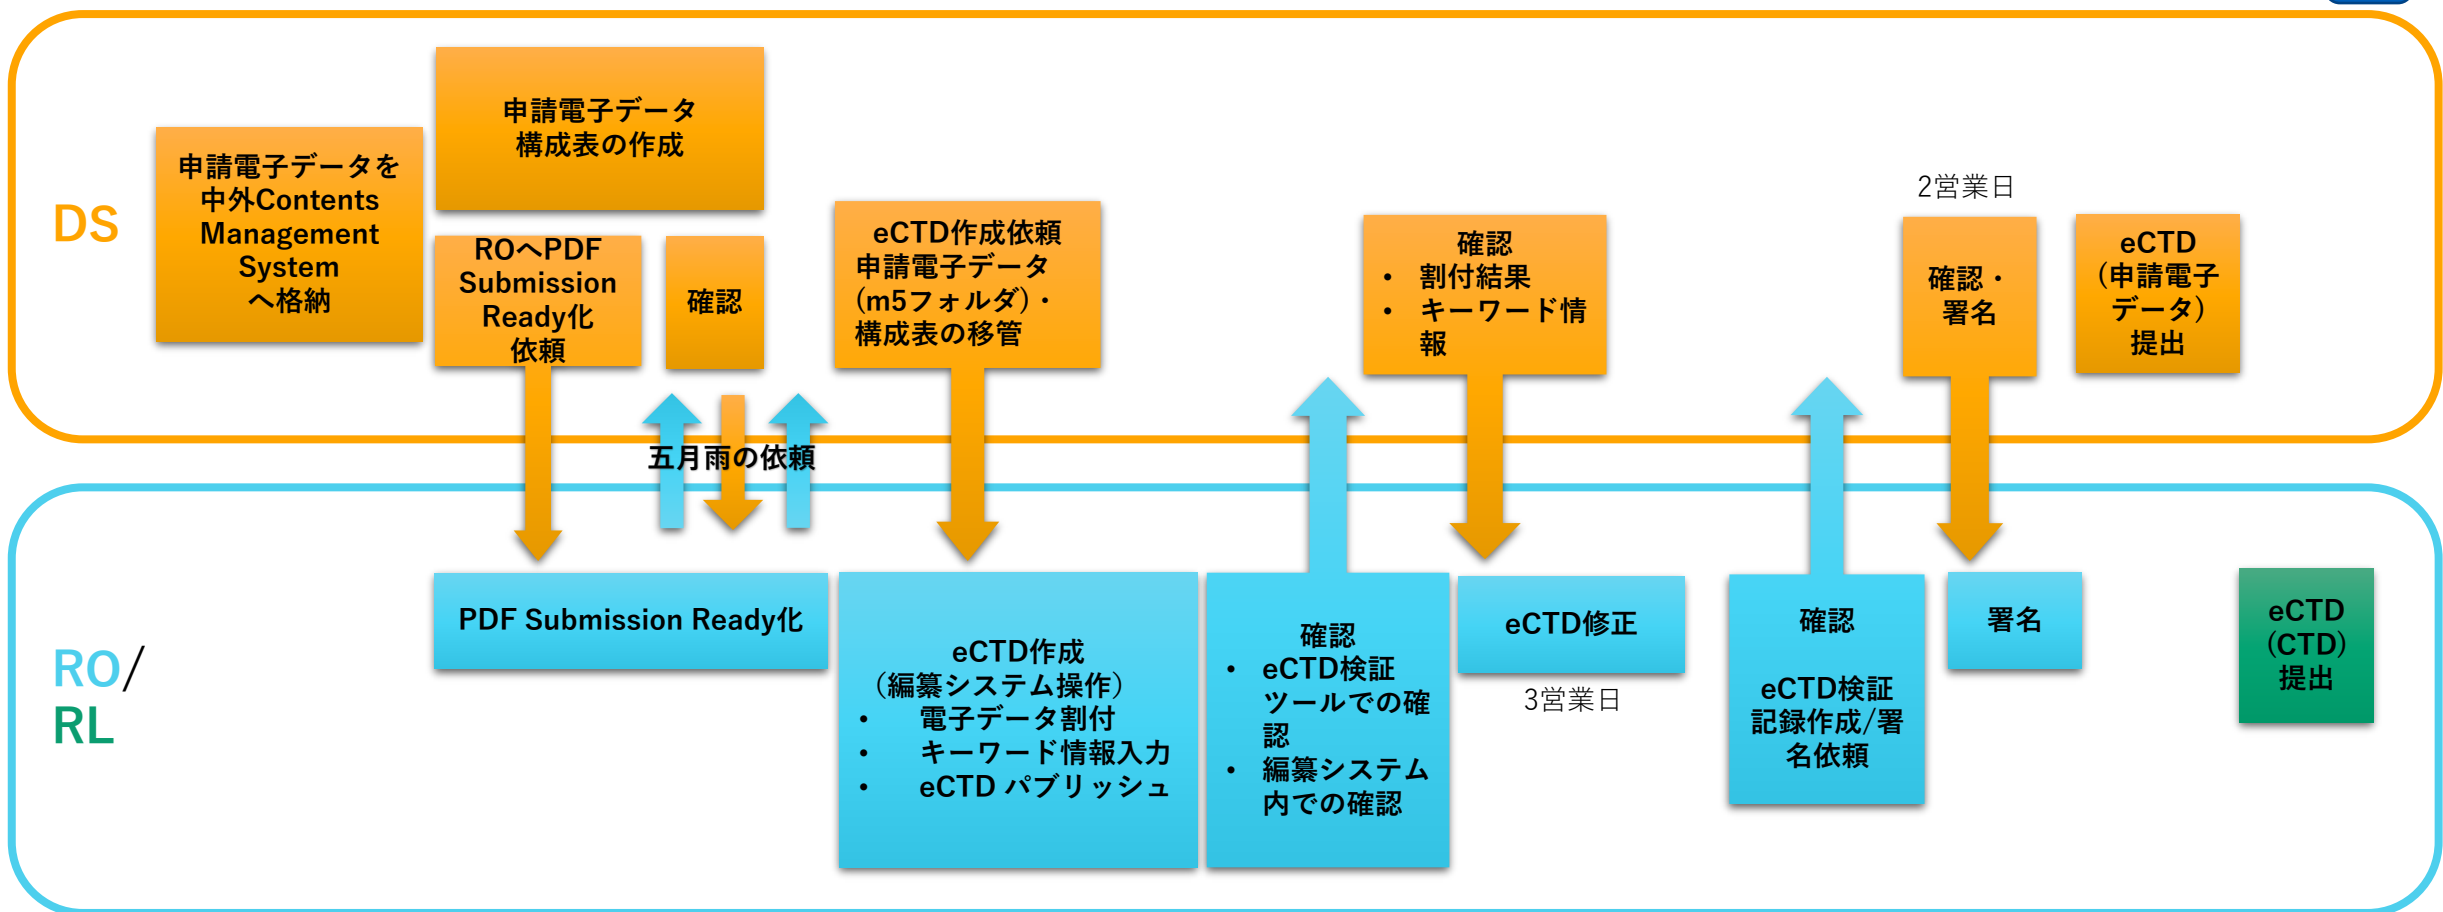 DS
申請電子データを
中外Contents
Management
System
へ格納
申請電子データ
構成表の作成
ROへPDF
Submission
Ready化
依頼
確認
五月雨の依頼
eCTD作成依頼
申請電子データ
(m5フォルダ)・
構成表の移管
確認
• 割付結果
• キーワード情
報
2営業日
確認・
署名
eCTD
(申請電子
データ)
提出
RO/
RL
PDF Submission Ready化
eCTD作成
(編纂システム操作)
• 電子データ割付
• キーワード情報入力
• eCTD パブリッシュ
確認
• eCTD検証
ツールでの確
認
• 編纂システム
内での確認
eCTD修正
3営業日
確認
eCTD検証
記録作成/署
名依頼
署名
eCTD
(CTD)
提出